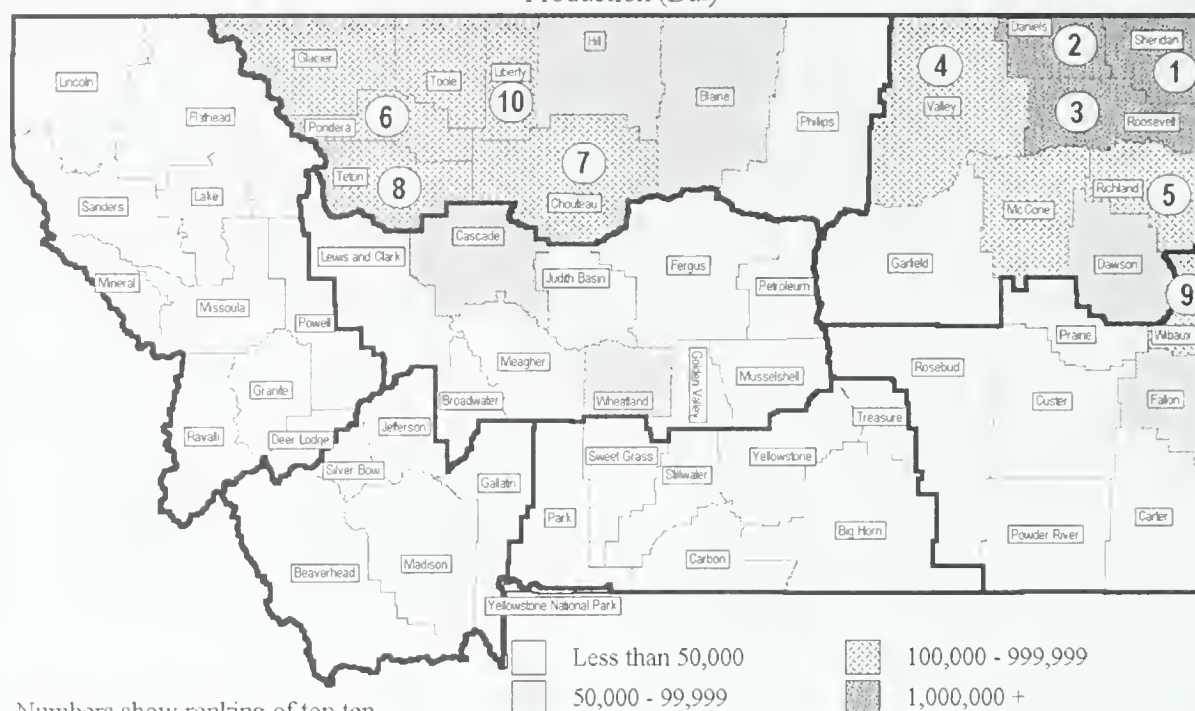 Production (Bu.)
Lincoln
Flathead
Glacier
Toole
Liberty
Hill
Blaine
Phillips
Valley
Daniels
Sheridan
Roosevelt
10
4
2
1
3
6
7
8
5
9
Pondera
Teton
Chouteau
Sanders
Lake
Lewis and Clark
Cascade
Judith Basin
Fergus
Petroleum
Garfield
McCone
Richland
Dawson
Mineral
Missoula
Powell
Meagher
Golden Valley
Musselshell
Rosebud
Prairie
Wibaux
Granite
Broadwater
Wheatland
Treasure
Custer
Fallon
Ravalli
Deer Lodge
Jefferson
Silver Bow
Gallatin
Sweet Grass
Stillwater
Yellowstone
Park
Carbon
Big Horn
Powder River
Carter
Beaverhead
Madison
Yellowstone National Park
Less than 50,000
100,000 - 999,999
50,000 - 99,999
1,000,000 +
Numbers show ranking of top ten